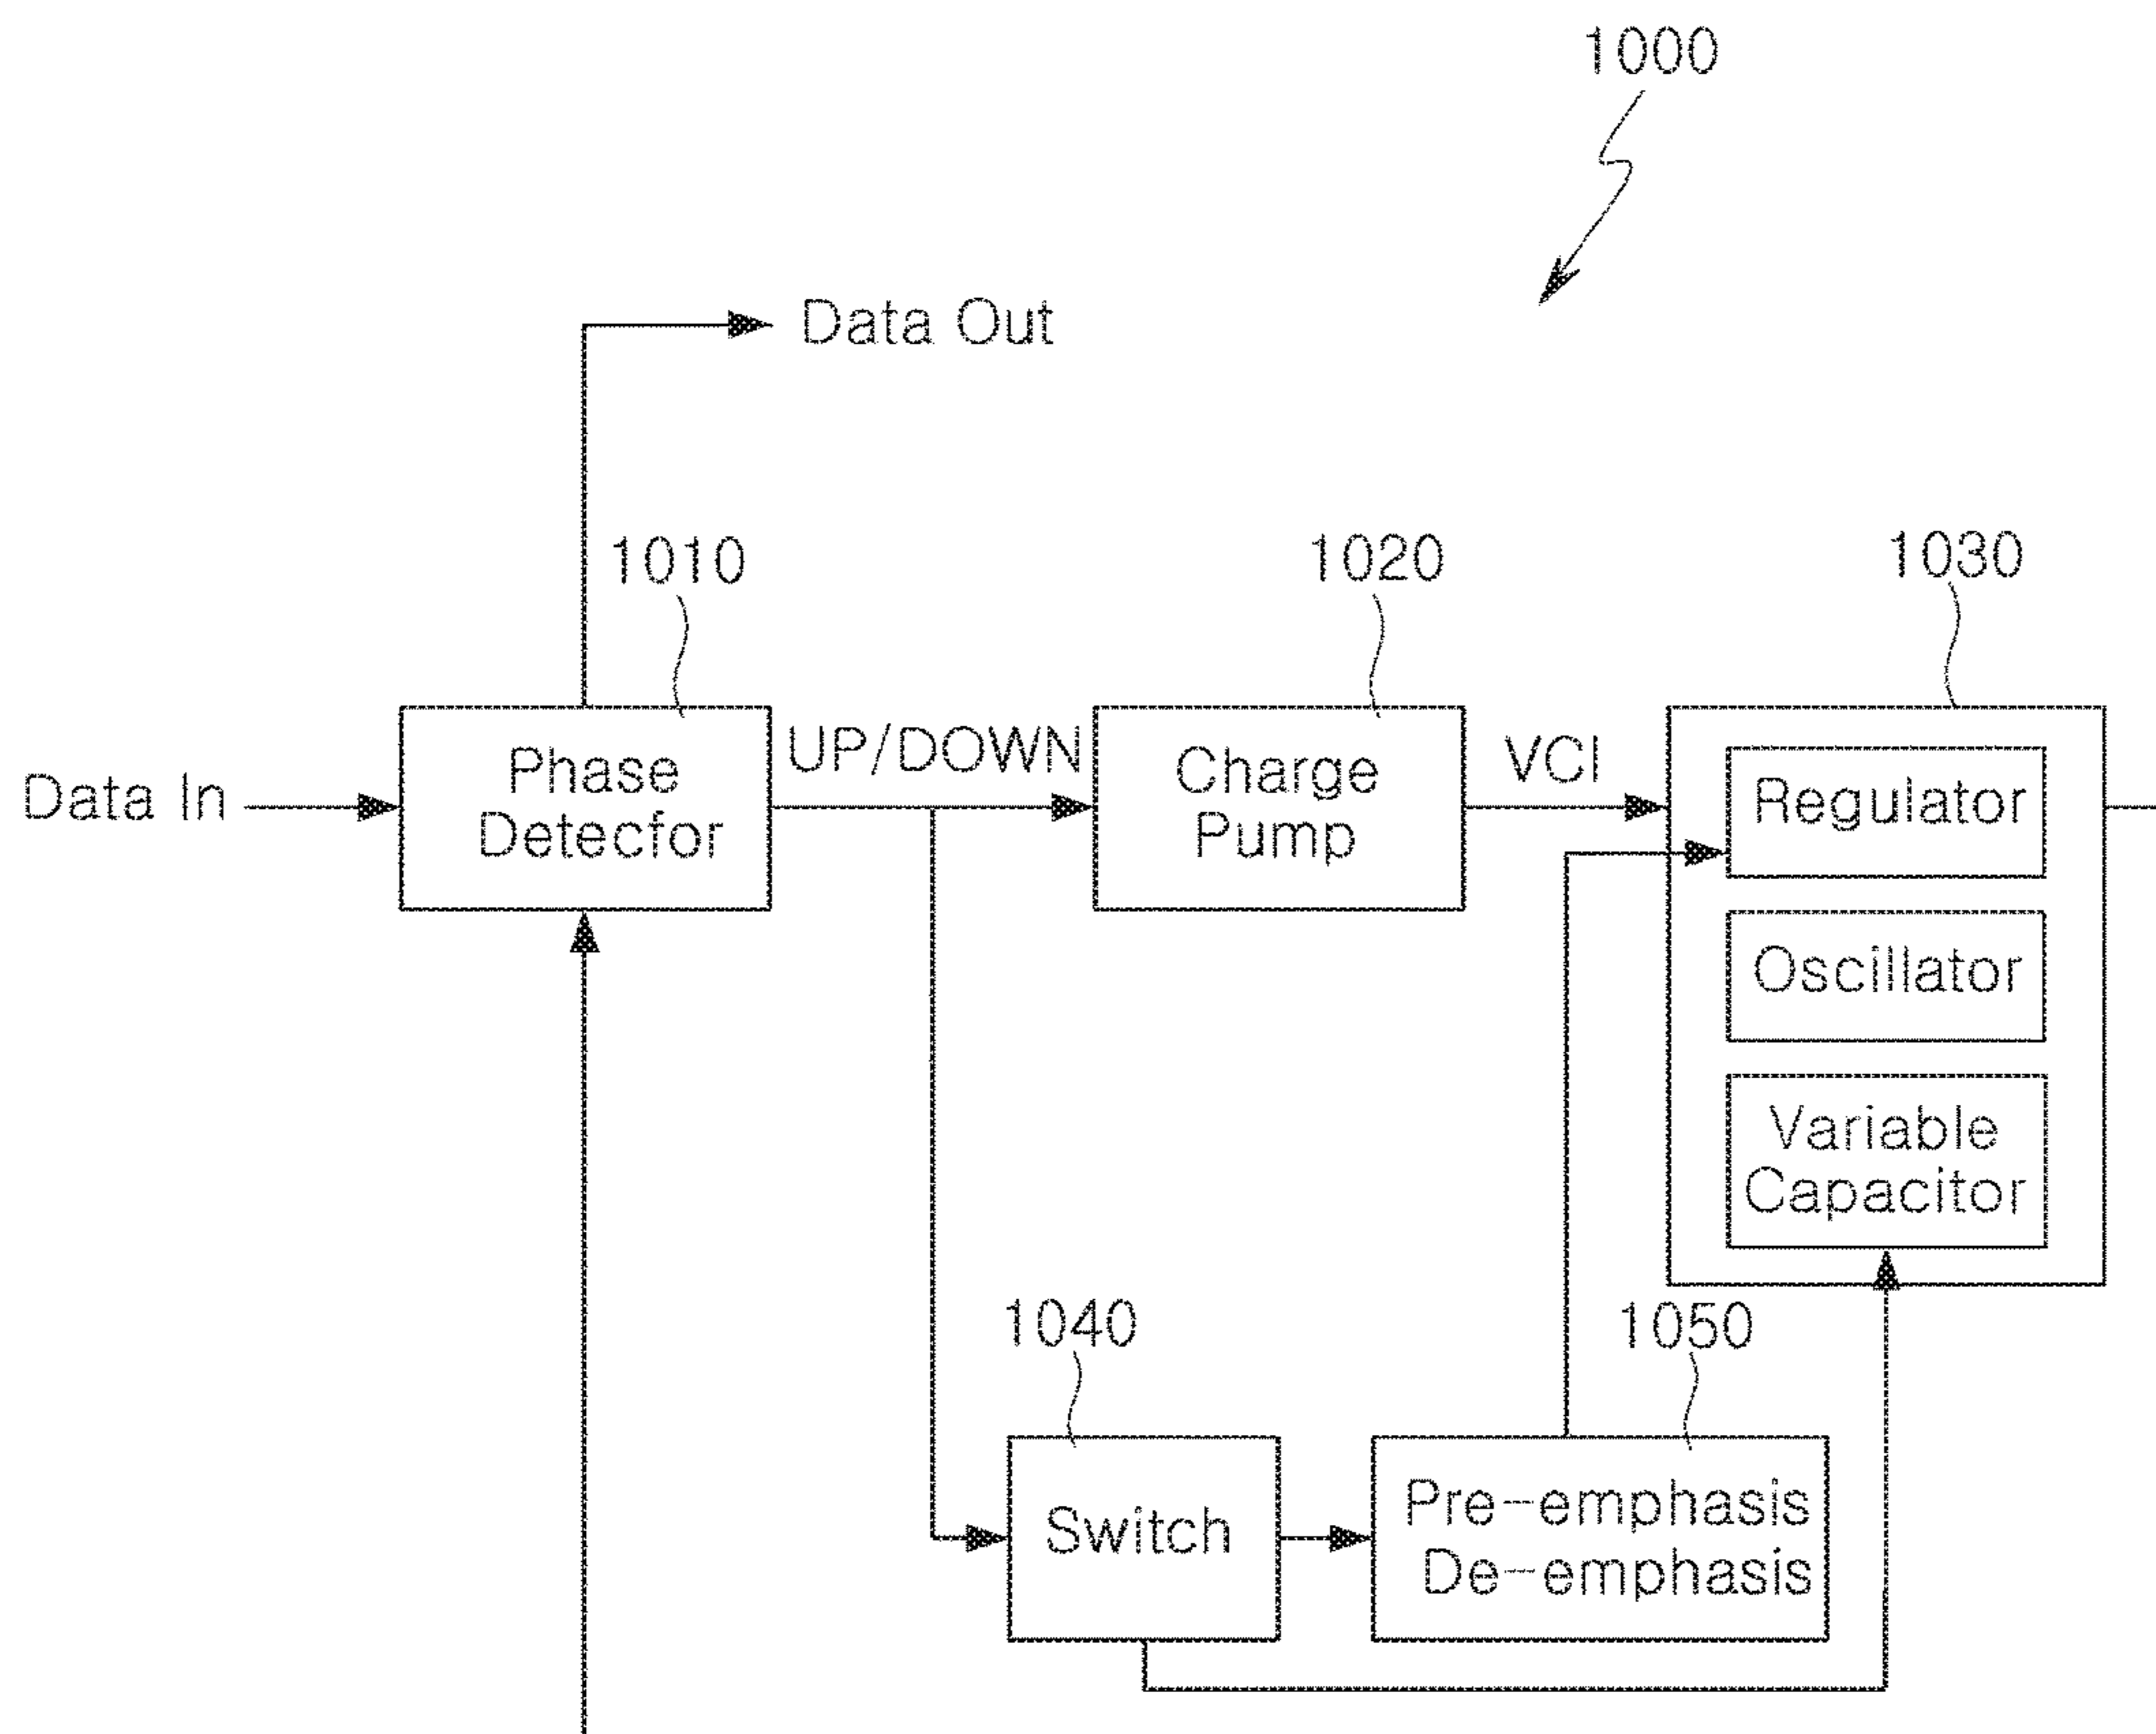 1000
Data Out
1010
1020
1030
Data In
Phase
Detecfor
UP/DOWN
Charge
Pump
VCI
Regulator
Oscillator
Variable
Capacitor
1040
1050
Switch
Pre-emphasis
De-emphasis